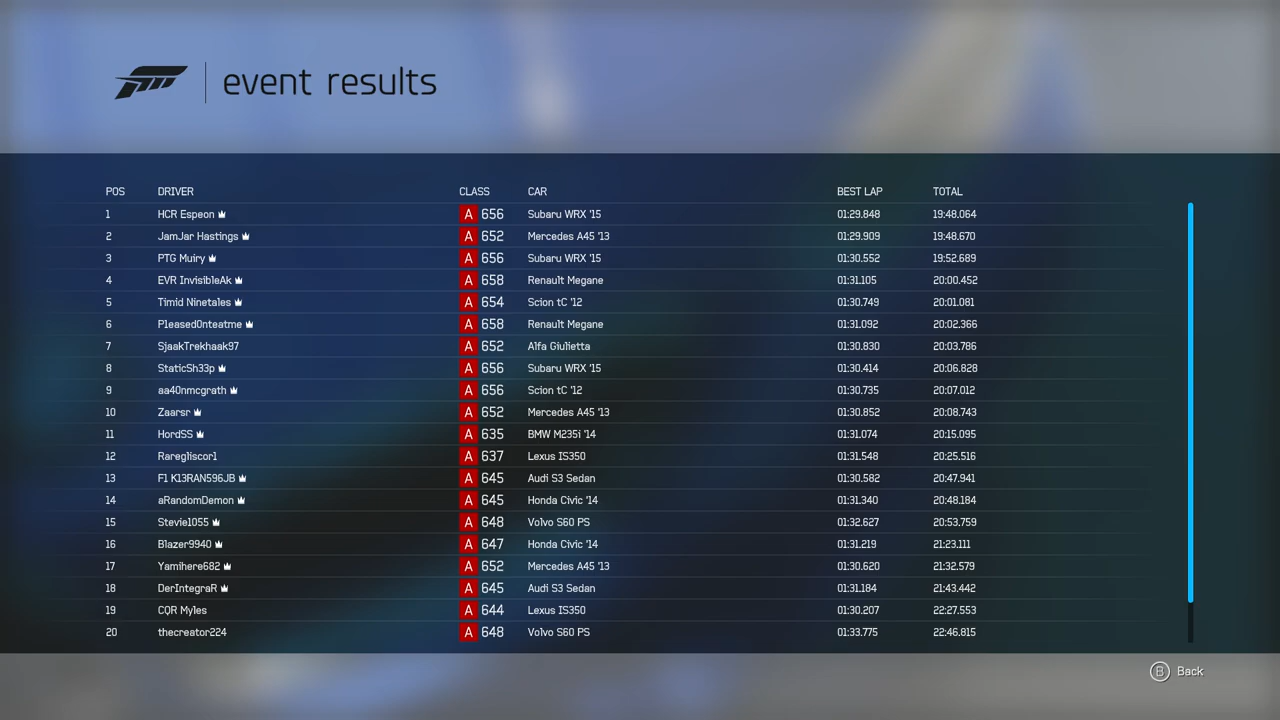 event results
POS DRIVER CLASS CAR BEST LAP TOTAL
1 HCR Espeon A 656 Subaru WRX '15 01:29.848 19:48.064
2 JamJar Hastings A 652 Mercedes A45 '13 01:29.909 19:48.670
3 PTG Muiry A 656 Subaru WRX '15 01:30.552 19:52.689
4 EVR InvisibleAk A 658 Renault Megane 01:31.105 20:00.452
5 Timid Ninetales A 654 Scion tC '12 01:30.749 20:01.081
6 P1eased0nteatme A 658 Renault Megane 01:31.092 20:02.366
7 SjaakTrekhaak97 A 652 Alfa Giulietta 01:30.830 20:03.786
8 StaticSh33p A 656 Subaru WRX '15 01:30.414 20:06.828
9 aa40nmcgrath A 656 Scion tC '12 01:30.735 20:07.012
10 Zaarsr A 652 Mercedes A45 '13 01:30.852 20:08.743
11 HordSS A 635 BMW M235i '14 01:31.074 20:15.095
12 Raregliscor1 A 637 Lexus IS350 01:31.548 20:25.516
13 F1 K13RAN596JB A 645 Audi S3 Sedan 01:30.582 20:47.941
14 aRandomDemon A 645 Honda Civic '14 01:31.340 20:48.184
15 Stevie1055 A 648 Volvo S60 PS 01:32.627 20:53.759
16 Blazer9940 A 647 Honda Civic '14 01:31.219 21:23.111
17 Yamihere682 A 652 Mercedes A45 '13 01:30.620 21:32.579
18 DerIntegraR A 645 Audi S3 Sedan 01:31.184 21:43.442
19 CQR Myles A 644 Lexus IS350 01:30.207 22:27.553
20 thecreator224 A 648 Volvo S60 PS 01:33.775 22:46.815
B Back